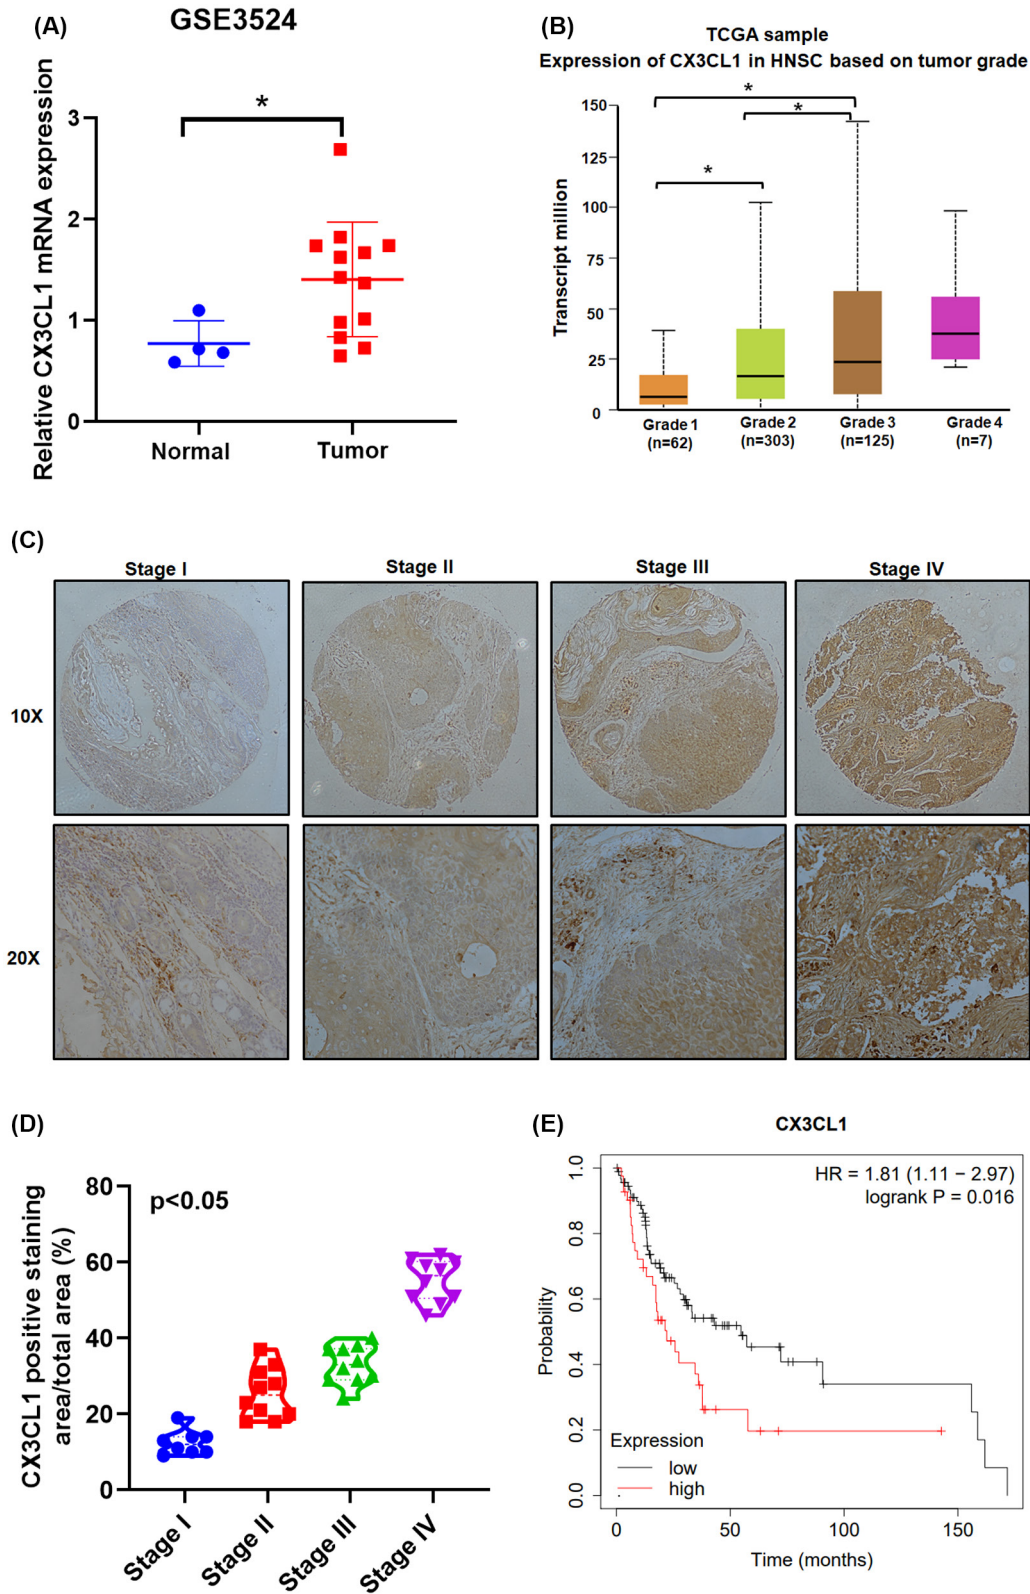 (A)
GSE3524
*
Relative CX3CL1 mRNA expression
3
2
1
0
Normal
Tumor
(B)
TCGA sample
Expression of CX3CL1 in HNSC based on tumor grade
*
*
*
Transcript million
150
125
100
75
50
25
0
Grade 1
(n=62)
Grade 2
(n=303)
Grade 3
(n=125)
Grade 4
(n=7)
(C)
Stage I
Stage II
Stage III
Stage IV
10X
20X
(D)
p<0.05
CX3CL1 positive staining
area/total area (%)
80
60
40
20
0
Stage I
Stage II
Stage III
Stage IV
(E)
CX3CL1
HR = 1.81 (1.11 − 2.97)
logrank P = 0.016
Probability
1.0
0.8
0.6
0.4
0.2
0.0
Expression
low
high
0
50
100
150
Time (months)